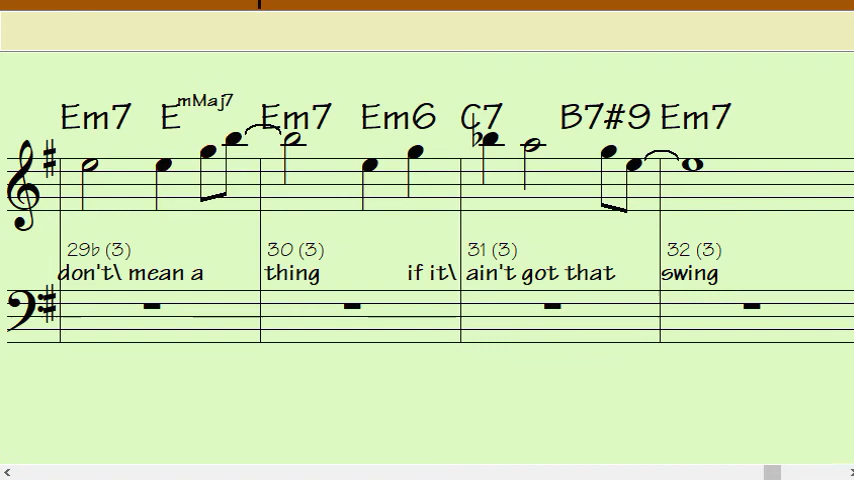 Em7 EmMaj7 Em7 Em6 C7 B7#9 Em7
29b (3) 30 (3) 31 (3) 32 (3)
don't\ mean a thing if it\ ain't got that swing